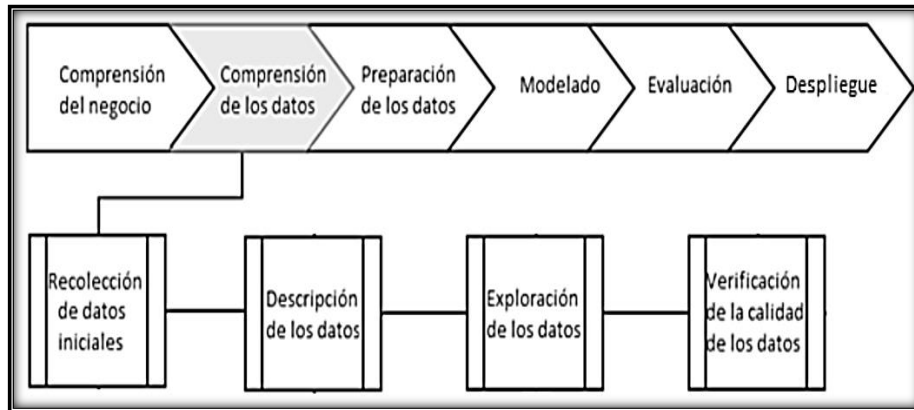 Comprensión
del negocio
Comprensión
de los datos
Preparación
de los datos
Modelado
Evaluación
Despliegue
Recolección
de datos
iniciales
Descripción
de los datos
Exploración
de los datos
Verificación
de la calidad
de los datos